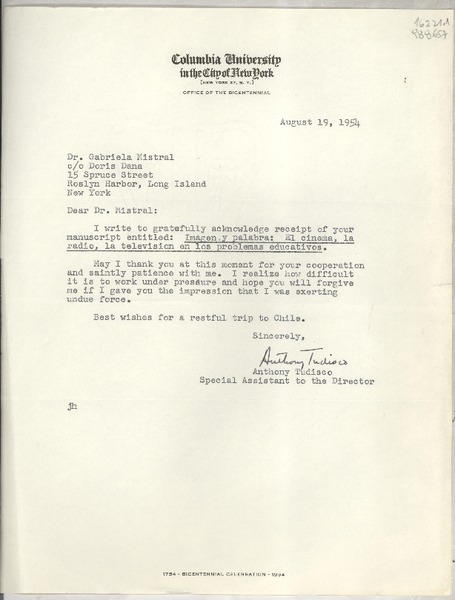 162211
988657
Columbia University
in the City of New York
[NEW YORK 27, N. Y.]
OFFICE OF THE BICENTENNIAL
August 19, 1954
Dr. Gabriela Mistral
c/o Doris Dana
15 Spruce Street
Roslyn Harbor, Long Island
New York
Dear Dr. Mistral:
I write to gratefully acknowledge receipt of your
manuscript entitled: Imagen y palabra: El cinema, la
radio, la television en los problemas educativos.
May I thank you at this moment for your cooperation
and saintly patience with me. I realize how difficult
it is to work under pressure and hope you will forgive
me if I gave you the impression that I was exerting
undue force.
Best wishes for a restful trip to Chile.
Sincerely,
Anthony Tudisco
Anthony Tudisco
Special Assistant to the Director
jh
1754 - BICENTENNIAL CELEBRATION - 1954